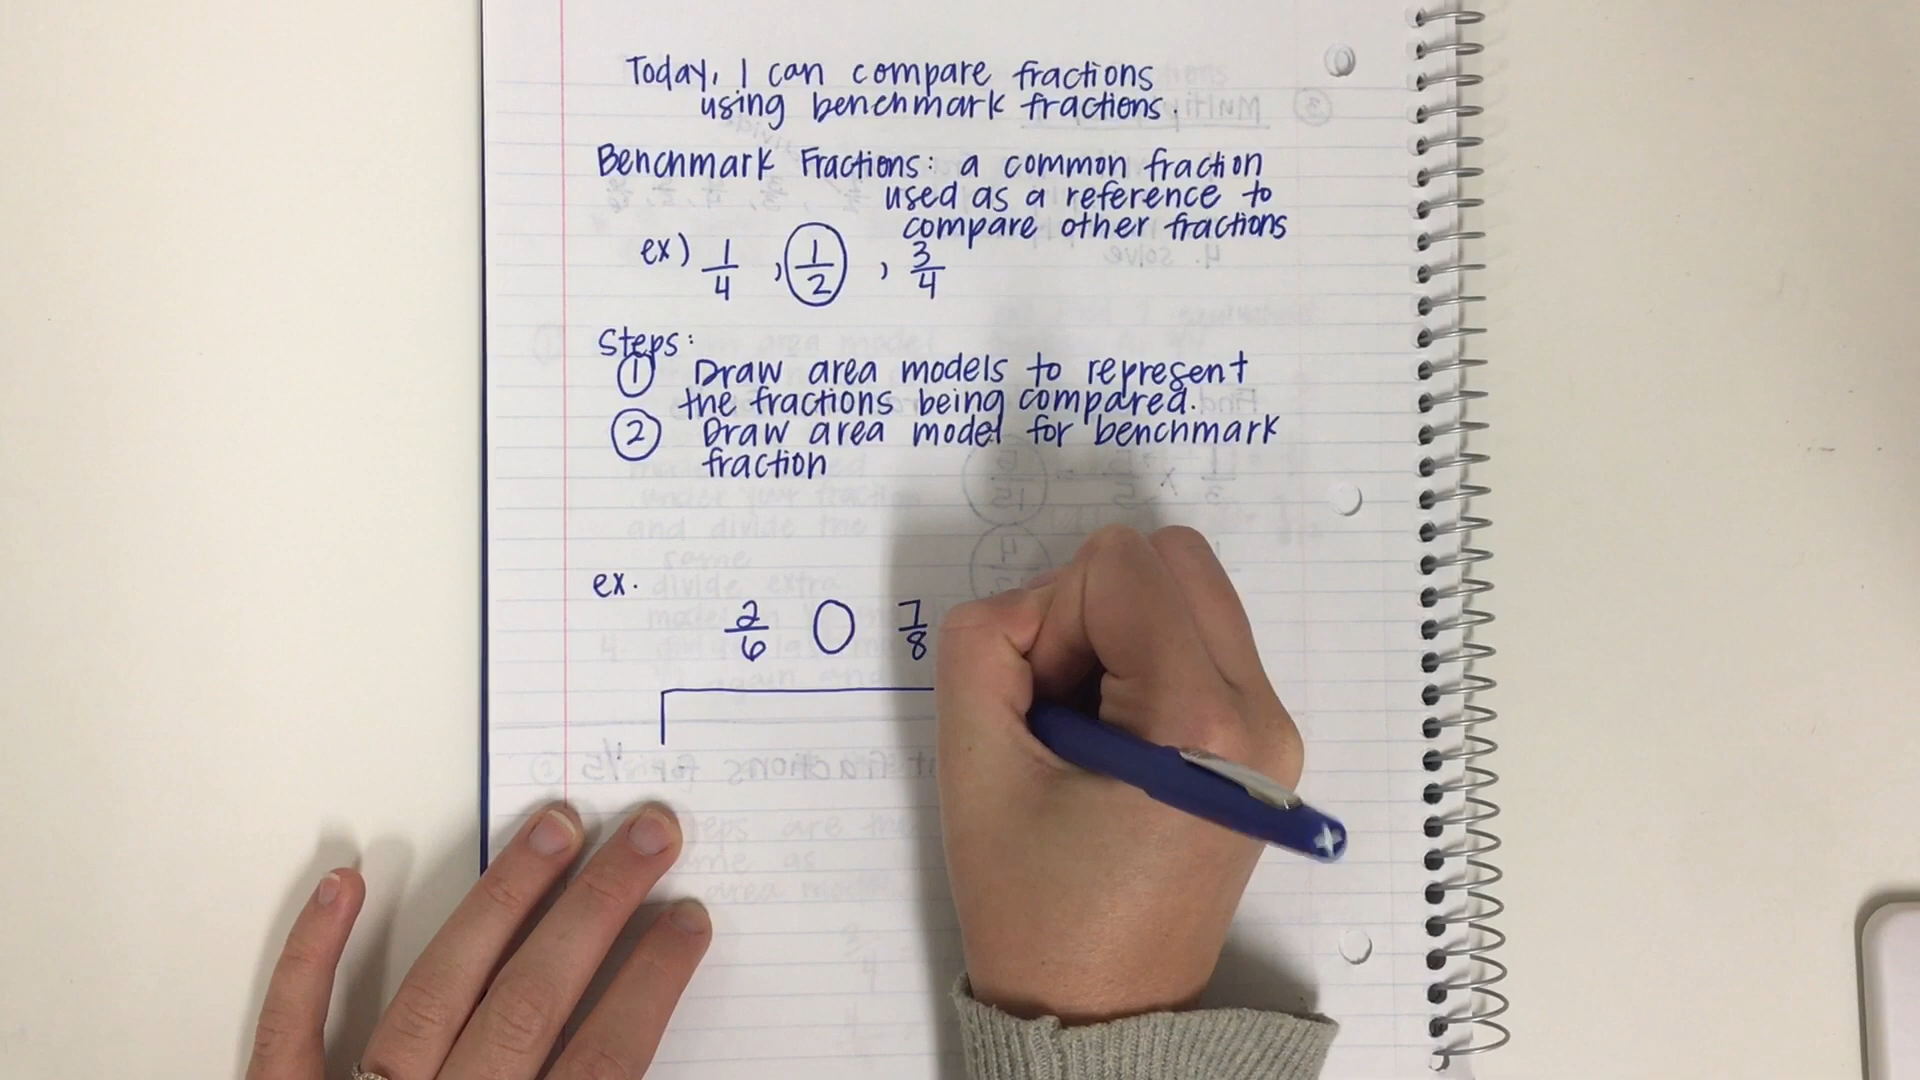 Today, I can compare fractions
using benchmark fractions.
Benchmark Fractions: a common fraction
used as a reference to
compare other fractions
ex) 1/4, 1/2, 3/4
Steps:
1 Draw area models to represent
the fractions being compared.
2 Draw area model for benchmark
fraction
ex.
2/6 O 7/8